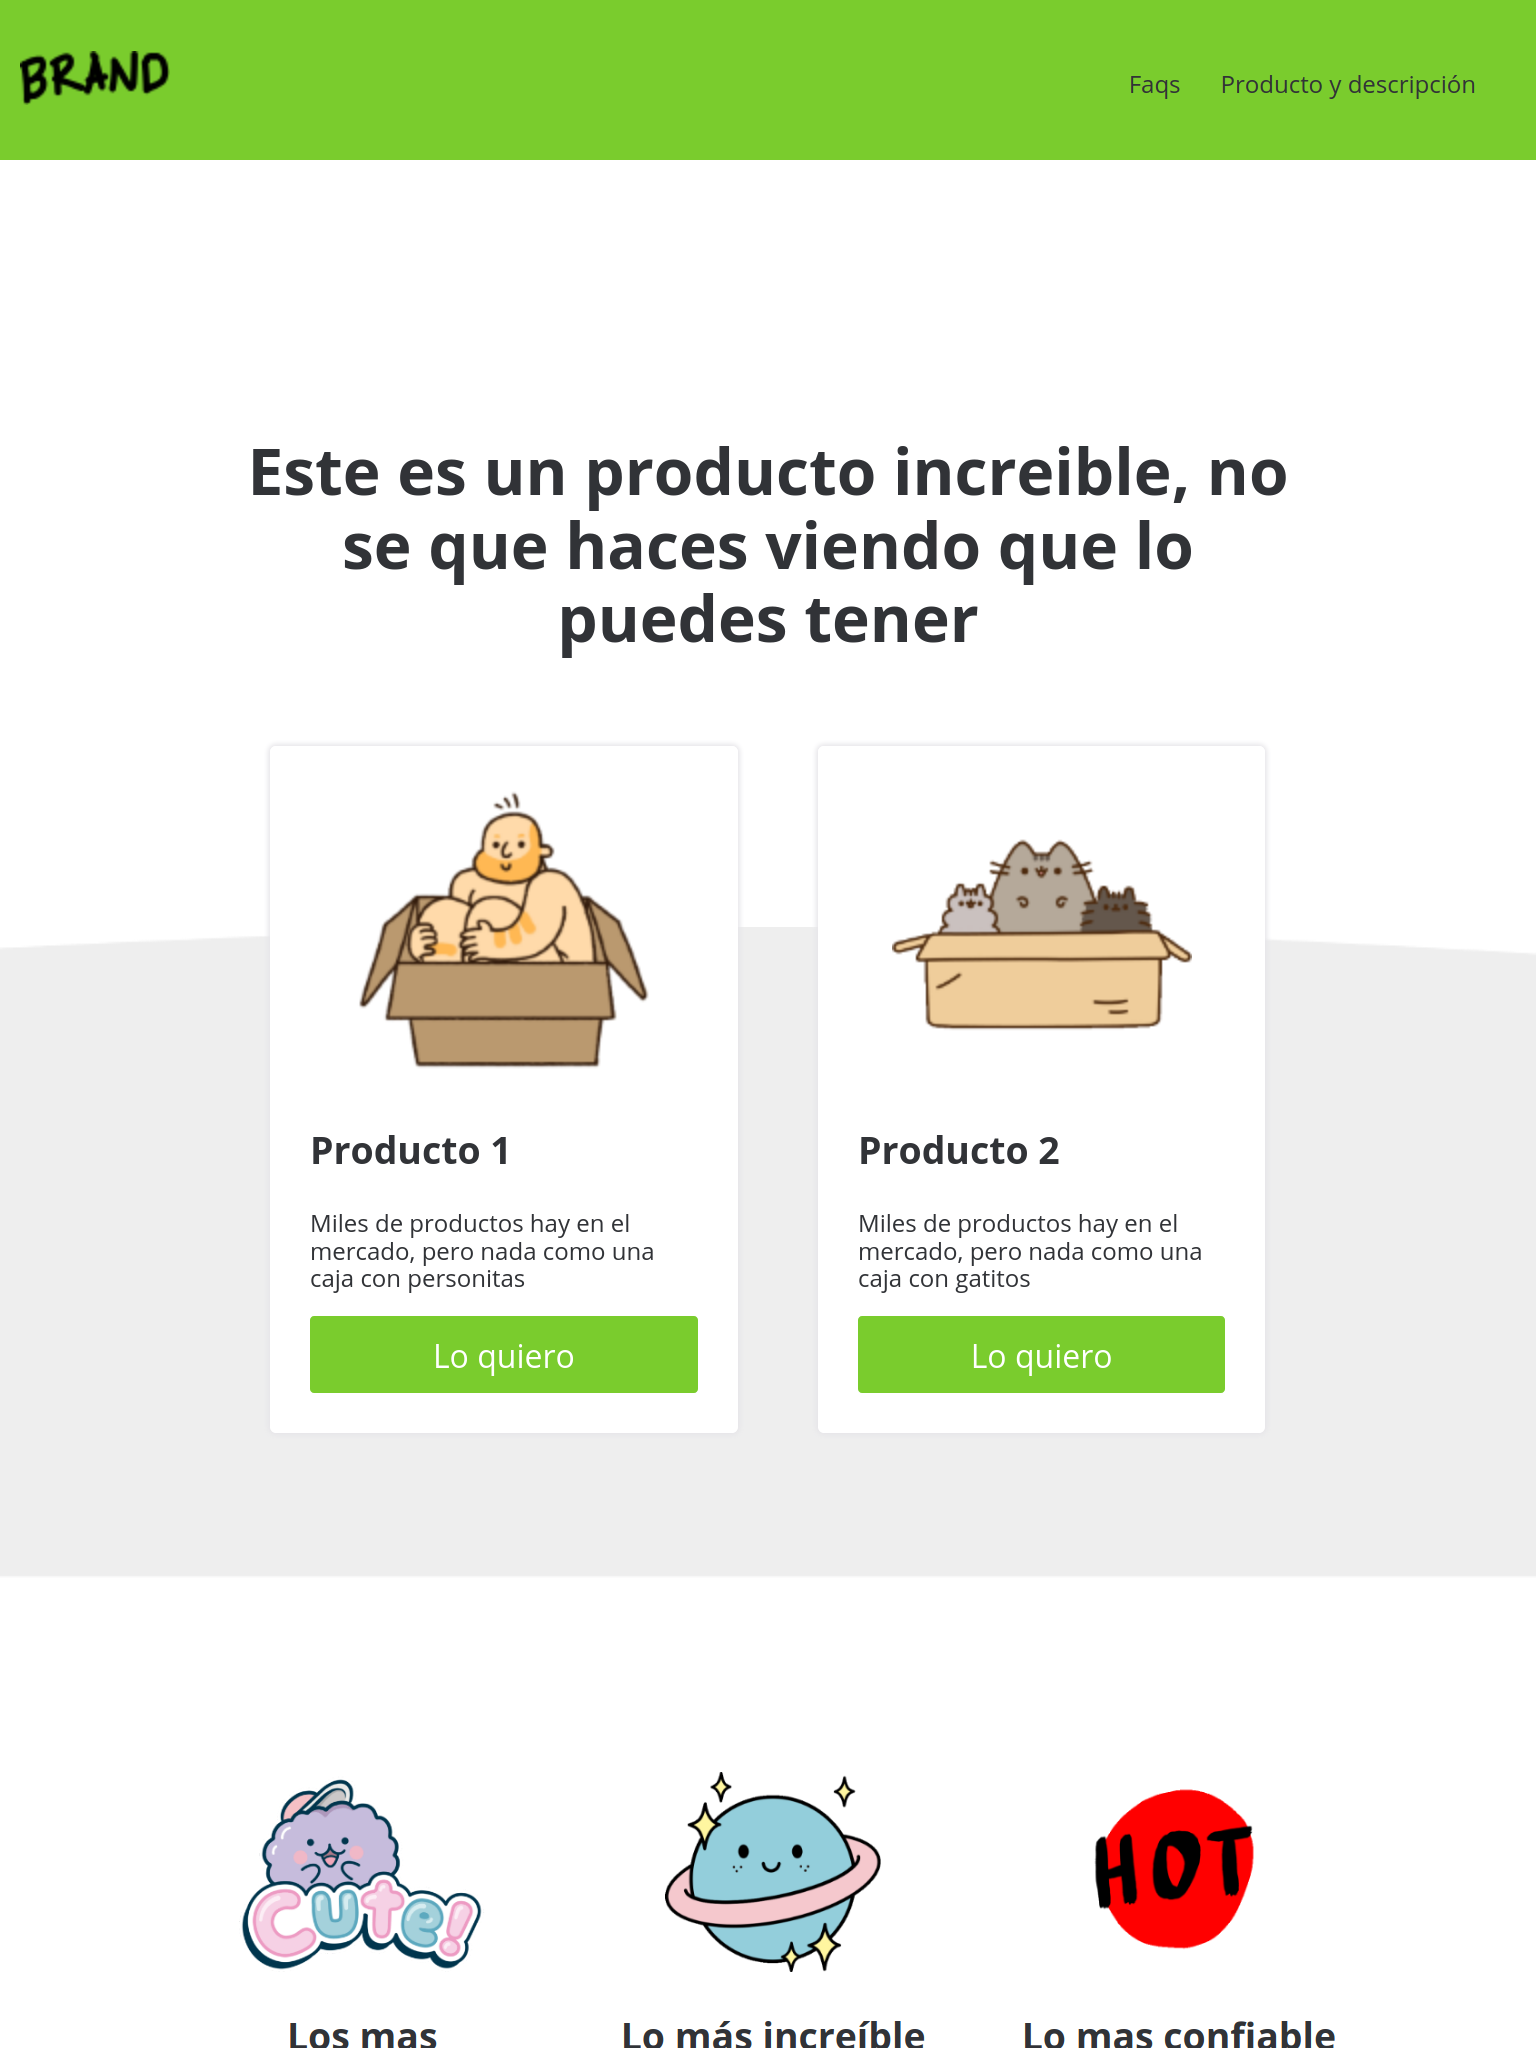 BRAND
Faqs
Producto y descripción
Este es un producto increible, no
se que haces viendo que lo
puedes tener
Producto 1
Miles de productos hay en el
mercado, pero nada como una
caja con personitas
Lo quiero
Producto 2
Miles de productos hay en el
mercado, pero nada como una
caja con gatitos
Lo quiero
Cute!
HOT
Los mas
Lo más increíble
Lo mas confiable